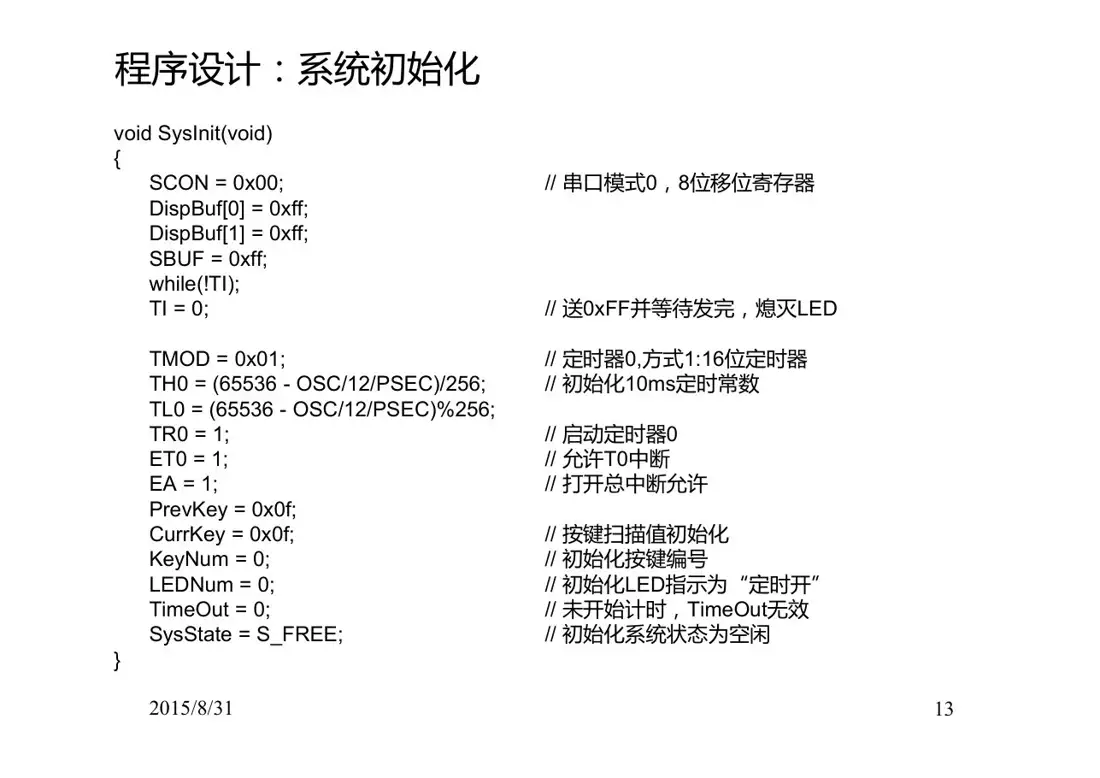 程序设计：系统初始化
void SysInit(void)
{
SCON = 0x00; // 串口模式0，8位移位寄存器
DispBuf[0] = 0xff;
DispBuf[1] = 0xff;
SBUF = 0xff;
while(!TI);
TI = 0; // 送0xFF并等待发完，熄灭LED
TMOD = 0x01; // 定时器0,方式1:16位定时器
TH0 = (65536 - OSC/12/PSEC)/256; // 初始化10ms定时常数
TL0 = (65536 - OSC/12/PSEC)%256;
TR0 = 1; // 启动定时器0
ET0 = 1; // 允许T0中断
EA = 1; // 打开总中断允许
PrevKey = 0x0f;
CurrKey = 0x0f; // 按键扫描值初始化
KeyNum = 0; // 初始化按键编号
LEDNum = 0; // 初始化LED指示为“定时开”
TimeOut = 0; // 未开始计时，TimeOut无效
SysState = S_FREE; // 初始化系统状态为空闲
}
2015/8/31 13